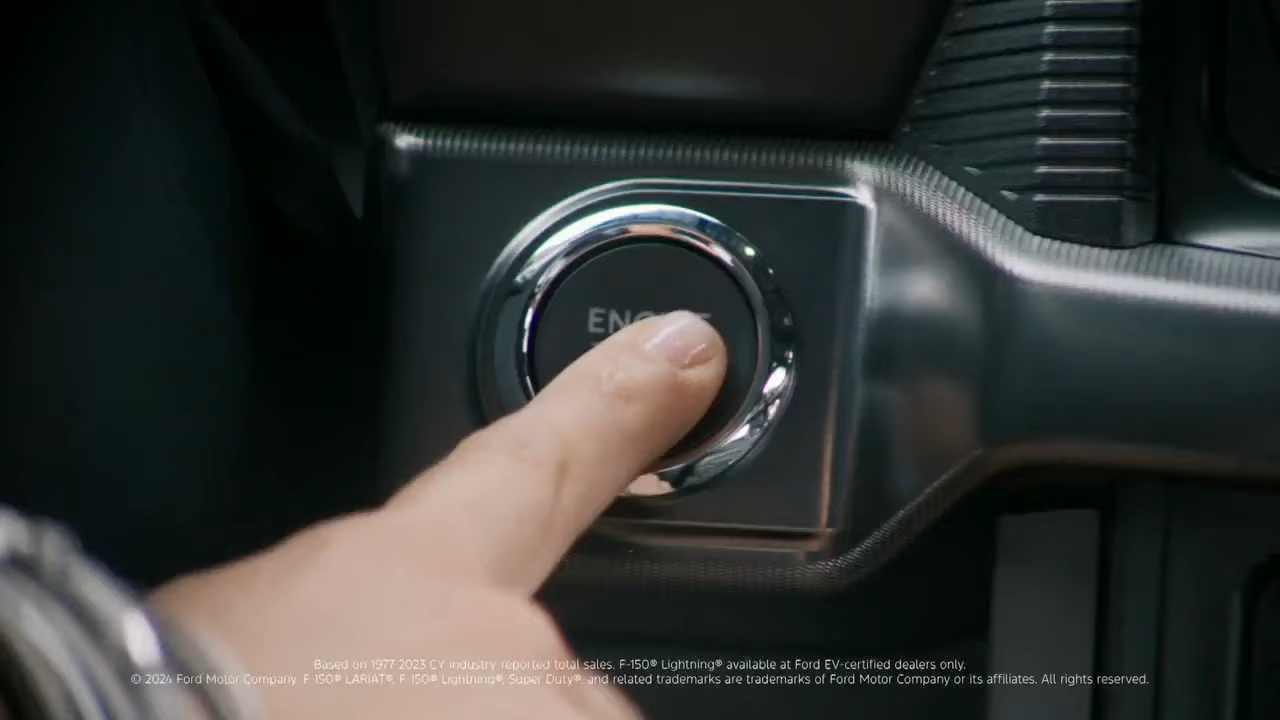 Based on 1977-2023 CY industry reported total sales. F-150® Lightning® available at Ford EV-certified dealers only.
© 2024 Ford Motor Company. F-150® LARIAT®, F-150® Lightning®, Super Duty®, and related trademarks are trademarks of Ford Motor Company or its affiliates. All rights reserved.